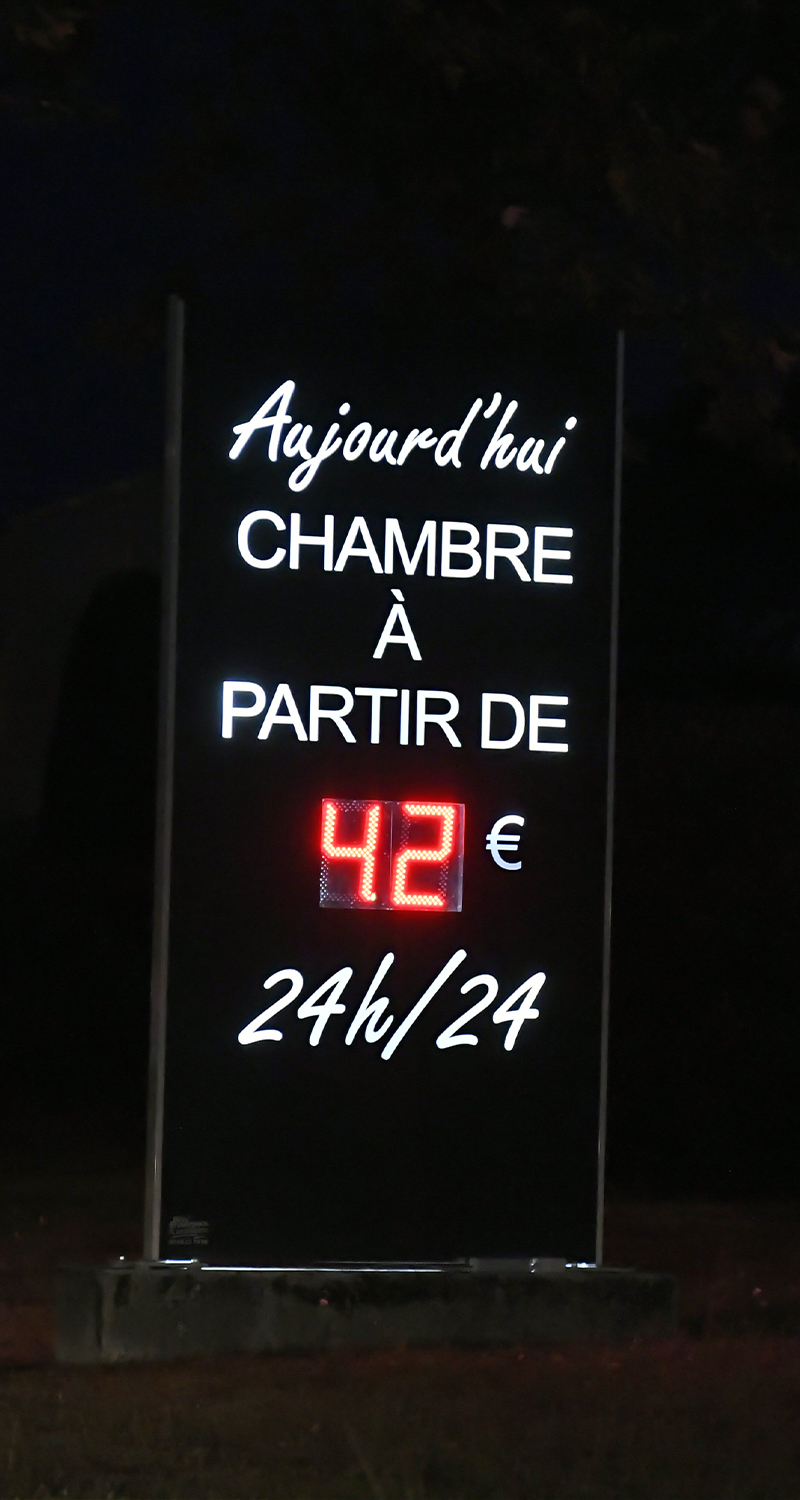 Aujourd'hui
CHAMBRE
À
PARTIR DE
42 €
24h/24